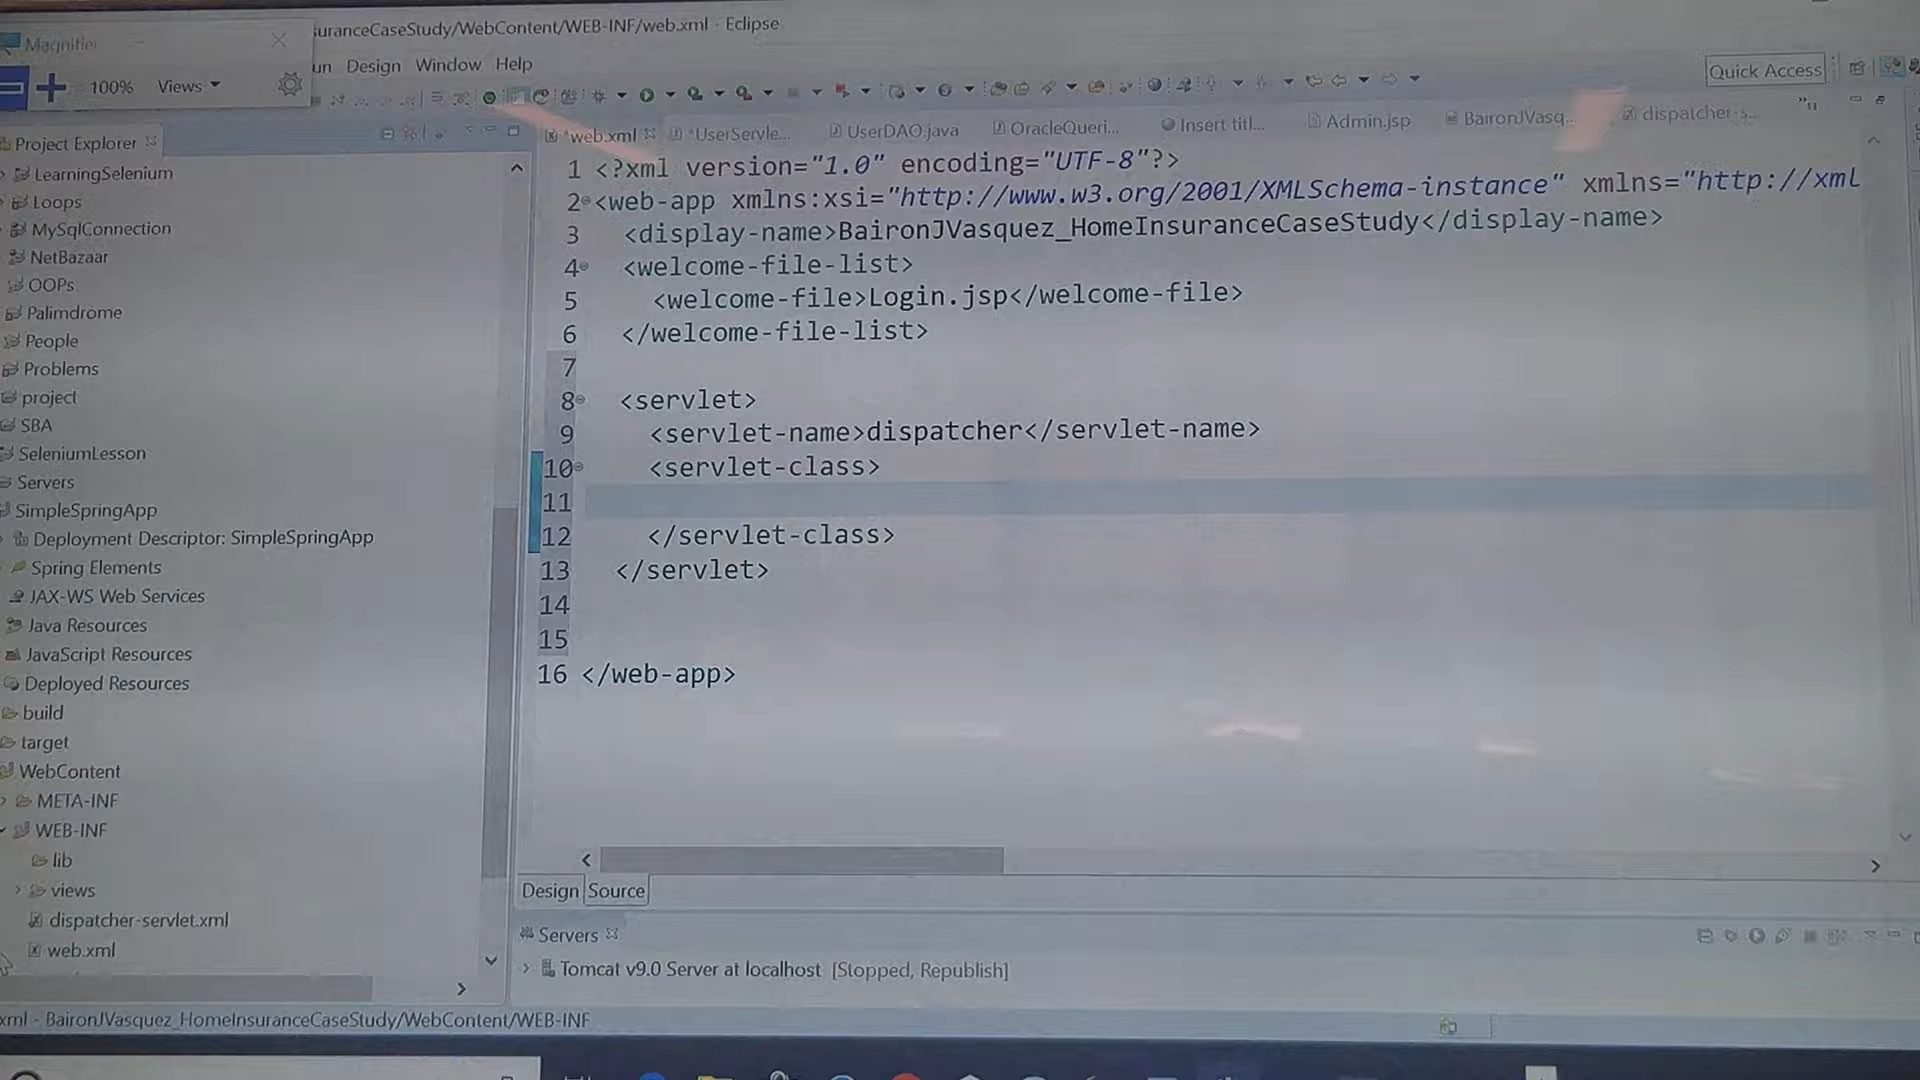 uranceCaseStudy/WebContent/WEB-INF/web.xml - Eclipse
Magnifier
un Design Window Help
100% Views
Quick Access
Project Explorer
*web.xml *UserServle... UserDAO.java OracleQueri... Insert titl... Admin.jsp BaironJVasq... dispatcher-s... "11
LearningSelenium
Loops
MySqlConnection
NetBazaar
OOPs
Palimdrome
People
Problems
project
SBA
SeleniumLesson
Servers
SimpleSpringApp
Deployment Descriptor: SimpleSpringApp
Spring Elements
JAX-WS Web Services
Java Resources
JavaScript Resources
Deployed Resources
build
target
WebContent
META-INF
WEB-INF
lib
views
dispatcher-servlet.xml
web.xml
1 <?xml version="1.0" encoding="UTF-8"?>
2 <web-app xmlns:xsi="http://www.w3.org/2001/XMLSchema-instance" xmlns="http://xml
3 <display-name>BaironJVasquez_HomeInsuranceCaseStudy</display-name>
4 <welcome-file-list>
5 <welcome-file>Login.jsp</welcome-file>
6 </welcome-file-list>
7
8 <servlet>
9 <servlet-name>dispatcher</servlet-name>
10 <servlet-class>
11
12 </servlet-class>
13 </servlet>
14
15
16 </web-app>
Design Source
Servers
Tomcat v9.0 Server at localhost [Stopped, Republish]
xml - BaironJVasquez_HomeInsuranceCaseStudy/WebContent/WEB-INF